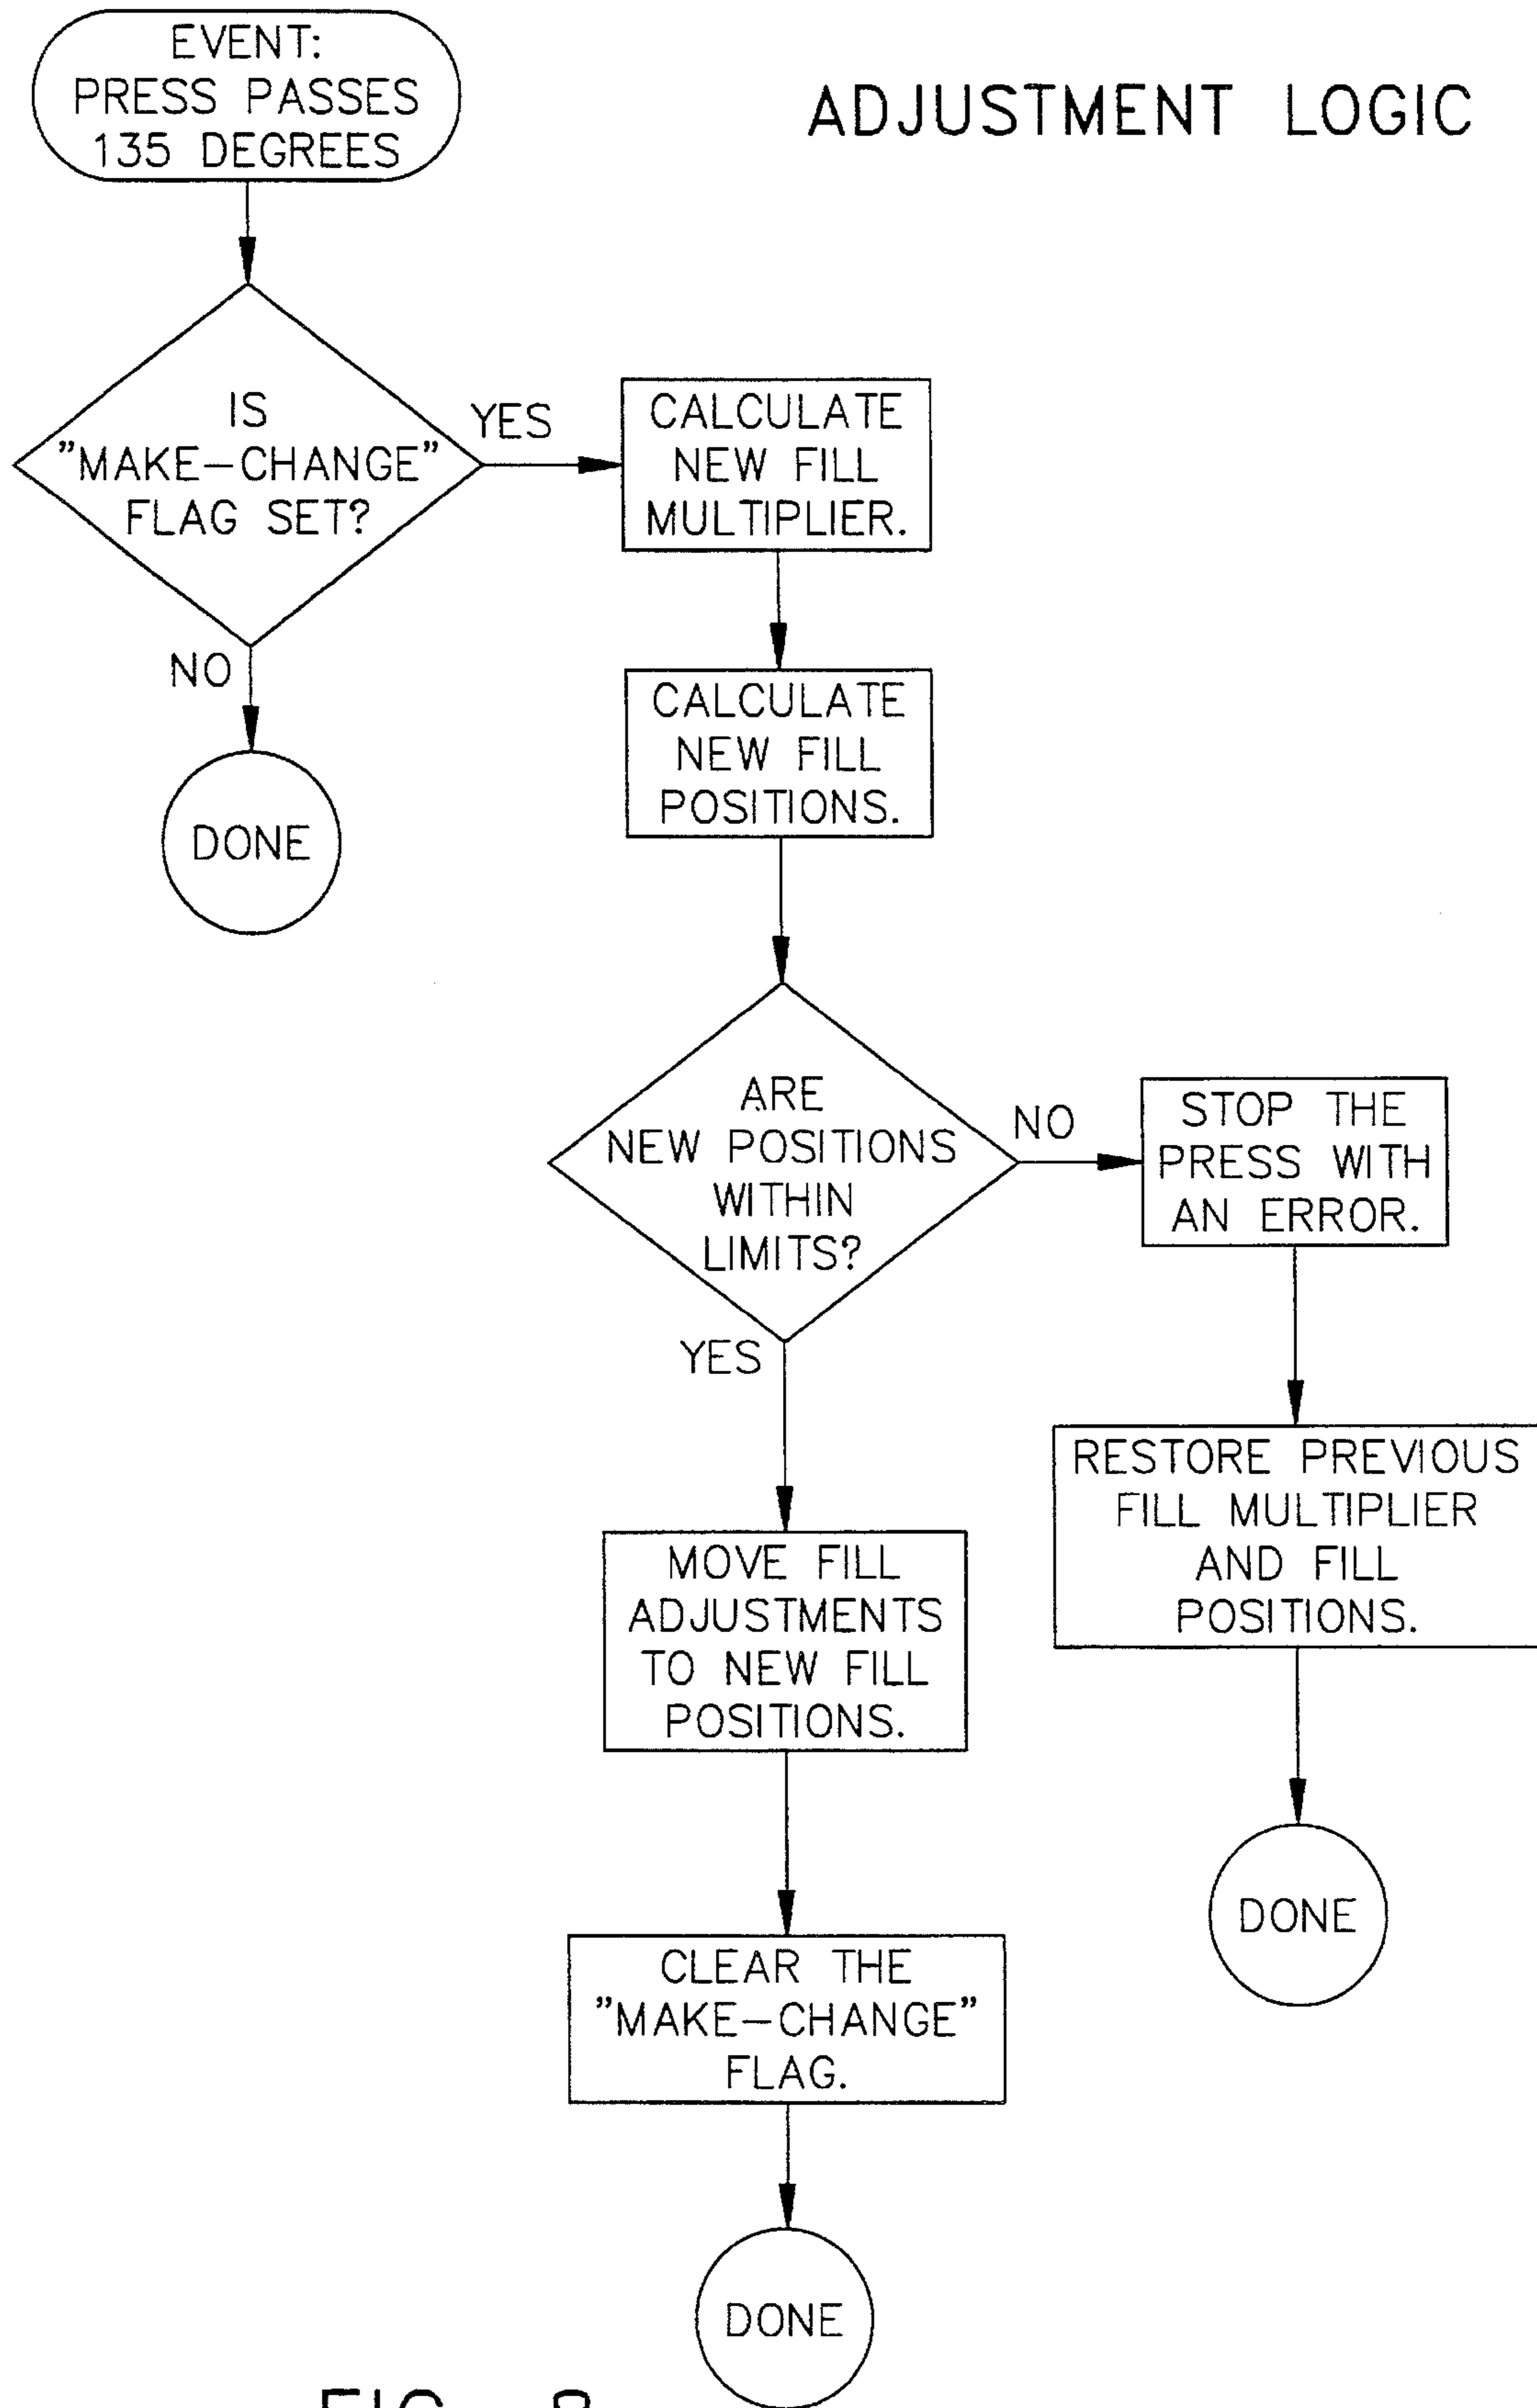 EVENT:
PRESS PASSES
135 DEGREES
ADJUSTMENT LOGIC
IS
”MAKE—CHANGE”
FLAG SET?
YES
CALCULATE
NEW FILL
MULTIPLIER.
NO
DONE
CALCULATE
NEW FILL
POSITIONS.
ARE
NEW POSITIONS
WITHIN
LIMITS?
NO
STOP THE
PRESS WITH
AN ERROR.
YES
RESTORE PREVIOUS
FILL MULTIPLIER
AND FILL
POSITIONS.
DONE
MOVE FILL
ADJUSTMENTS
TO NEW FILL
POSITIONS.
CLEAR THE
”MAKE—CHANGE”
FLAG.
DONE